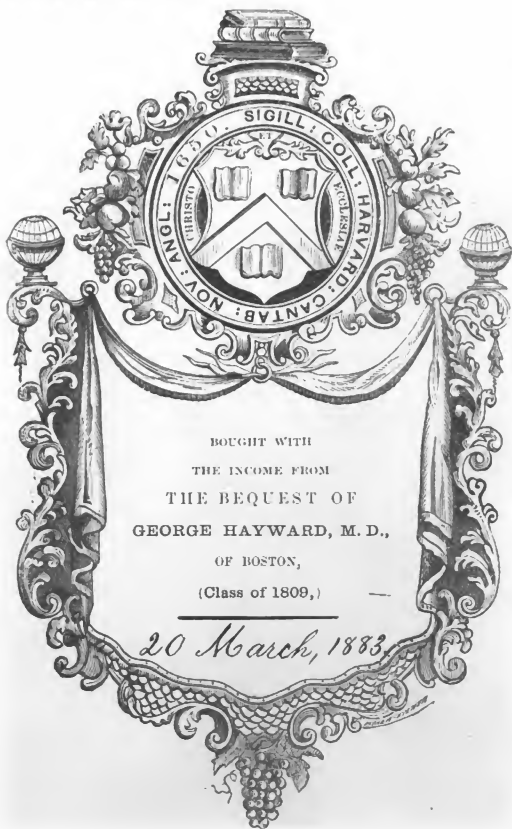 SIGILL: COLL: HARVARD: CANTAB: NOV: ANGL: 1650.
CHRISTO ET ECCLESIAE
BOUGHT WITH
THE INCOME FROM
THE BEQUEST OF
GEORGE HAYWARD, M. D.,
OF BOSTON,
(Class of 1809,)
20 March, 1883.